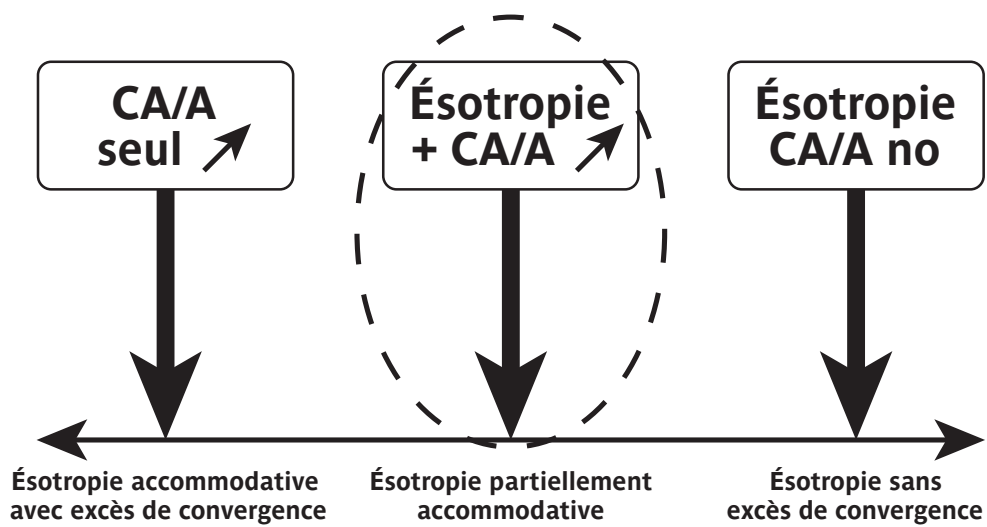 CA/A
seul
Ésotropie
+ CA/A
Ésotropie
CA/A no
Ésotropie accommodative
avec excès de convergence
Ésotropie partiellement
accommodative
Ésotropie sans
excès de convergence